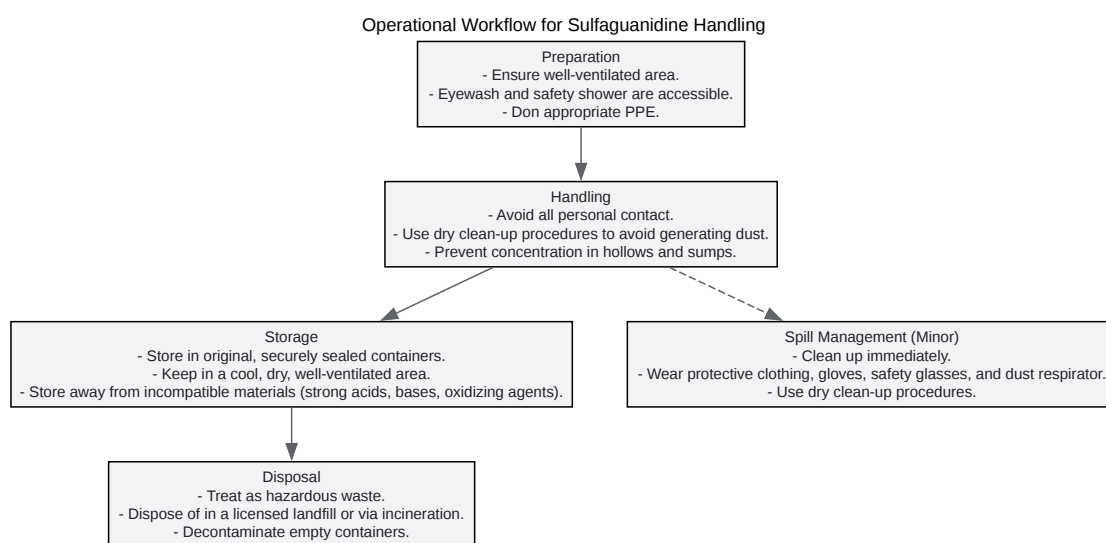 Operational Workflow for Sulfaguanidine Handling
Preparation
- Ensure well-ventilated area.
- Eyewash and safety shower are accessible.
- Don appropriate PPE.
Handling
- Avoid all personal contact.
- Use dry clean-up procedures to avoid generating dust.
- Prevent concentration in hollows and sumps.
Storage
- Store in original, securely sealed containers.
- Keep in a cool, dry, well-ventilated area.
- Store away from incompatible materials (strong acids, bases, oxidizing agents).
Spill Management (Minor)
- Clean up immediately.
- Wear protective clothing, gloves, safety glasses, and dust respirator.
- Use dry clean-up procedures.
Disposal
- Treat as hazardous waste.
- Dispose of in a licensed landfill or via incineration.
- Decontaminate empty containers.